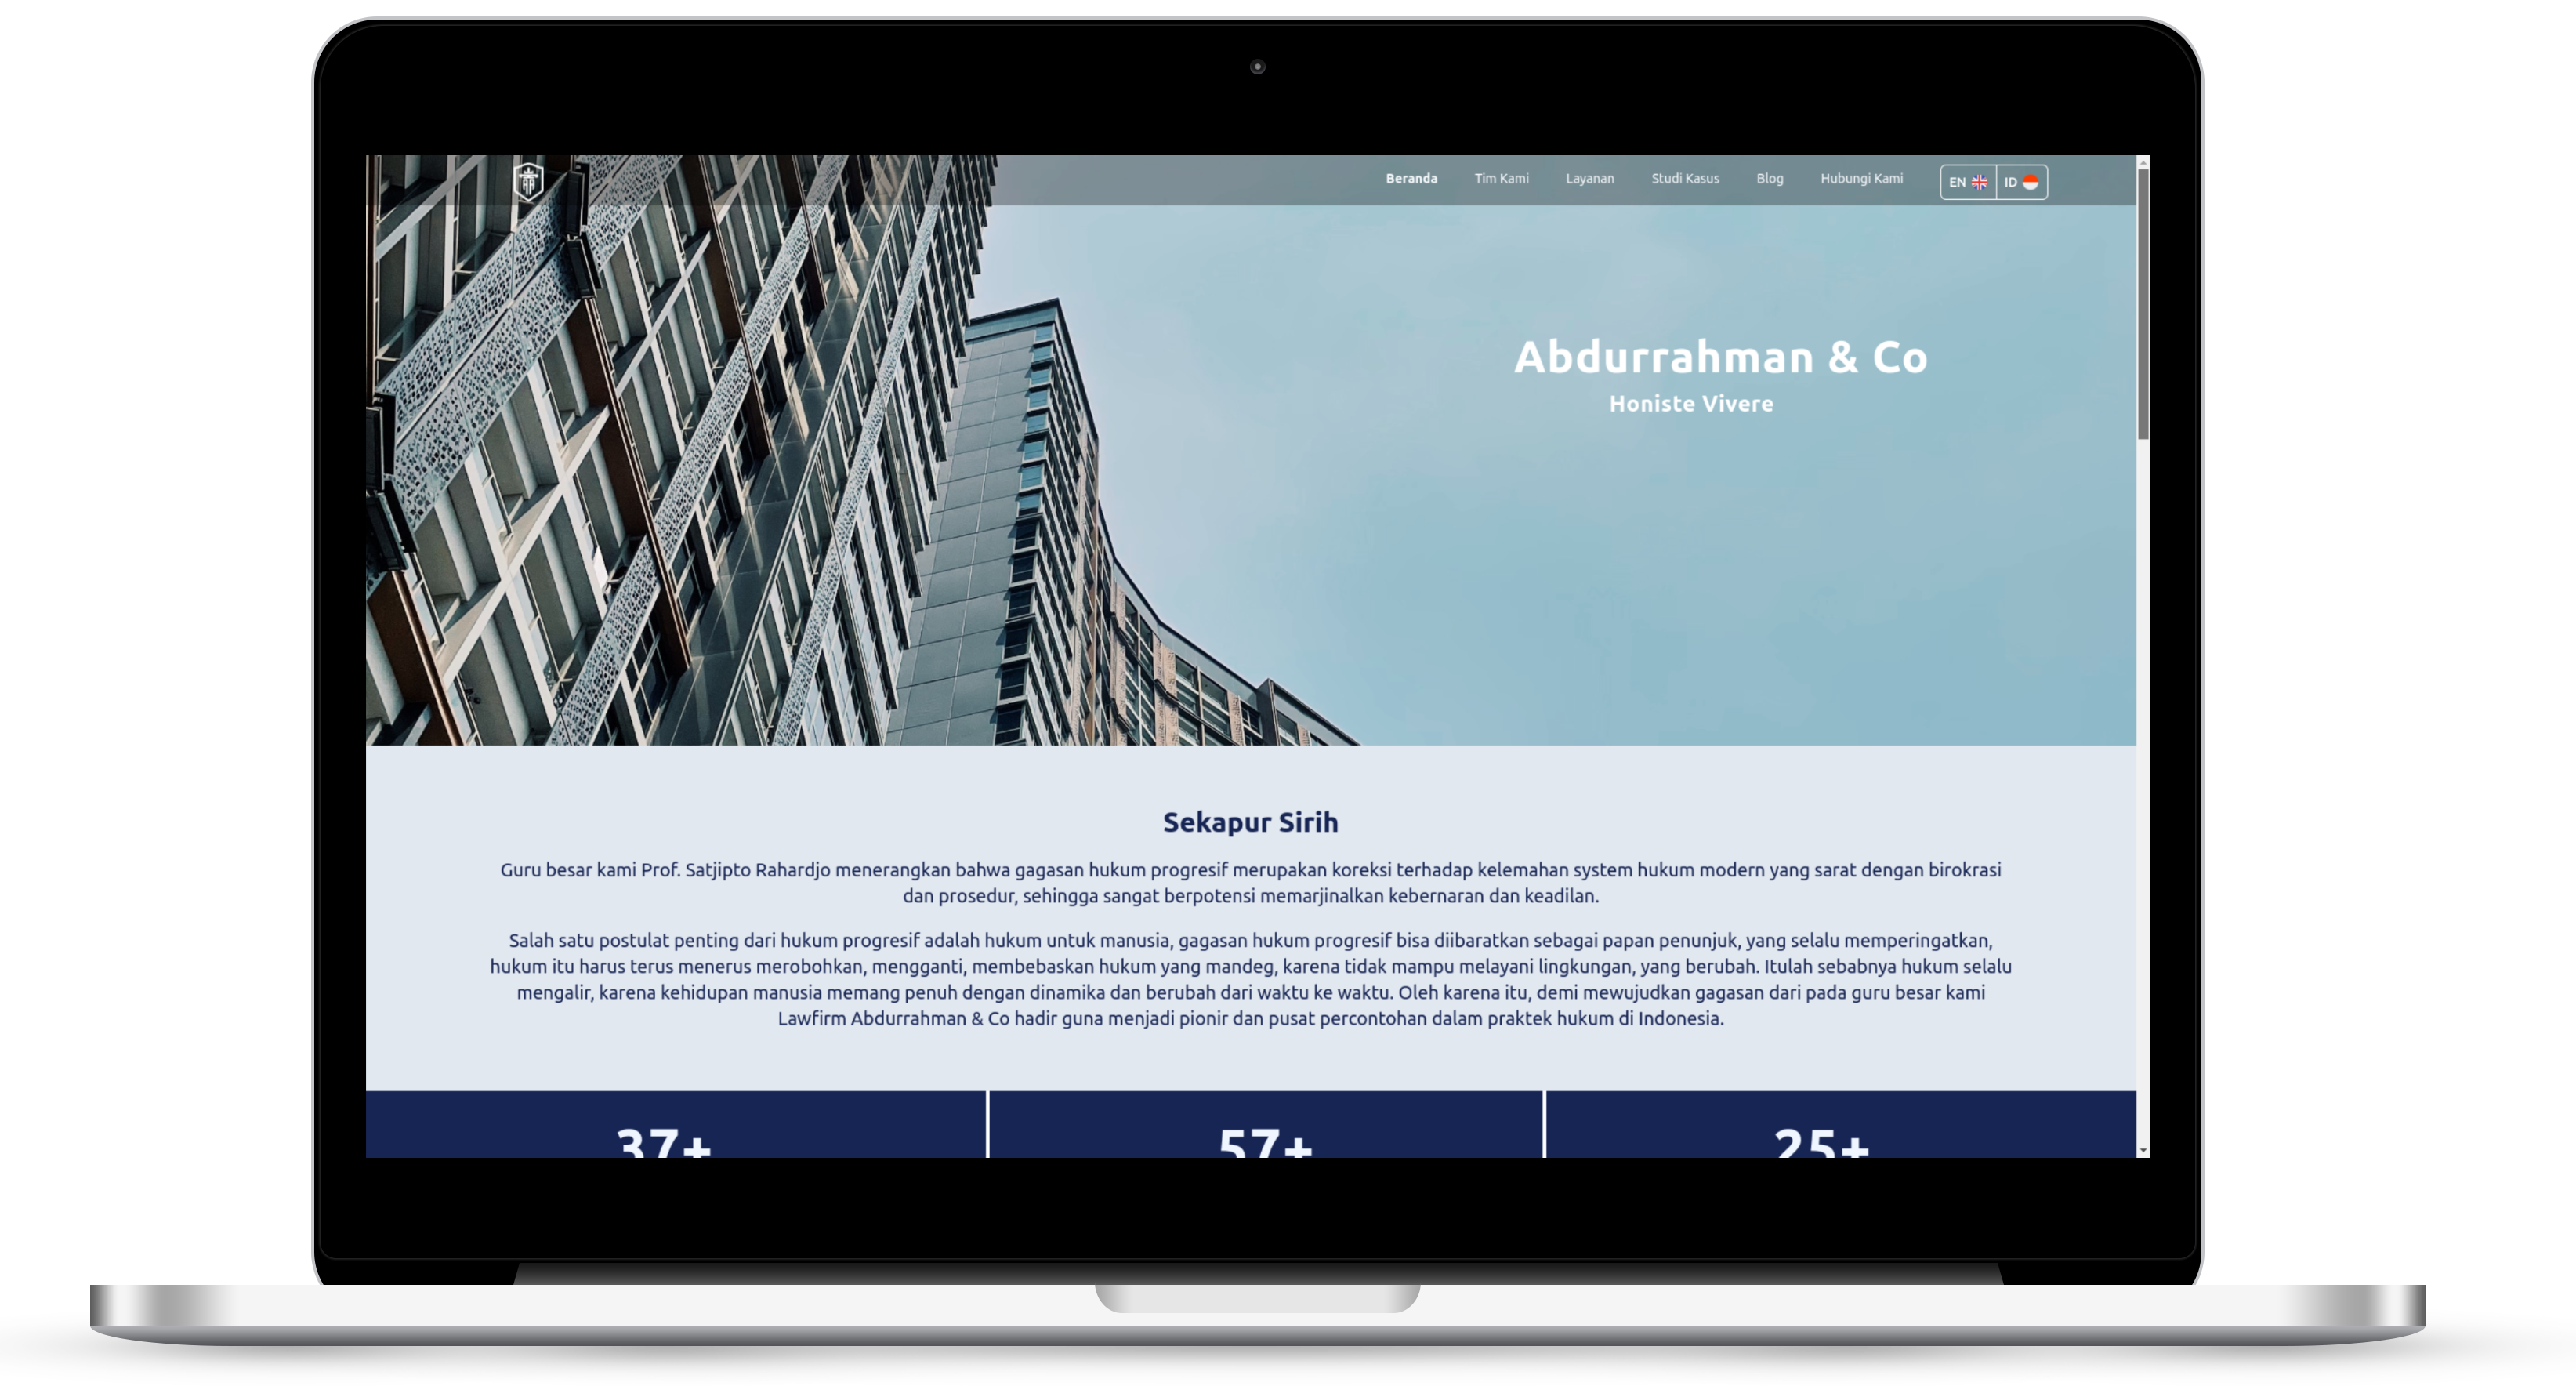 Beranda Tim Kami Layanan Studi Kasus Blog Hubungi Kami EN ID
Abdurrahman & Co
Honiste Vivere
Sekapur Sirih
Guru besar kami Prof. Satjipto Rahardjo menerangkan bahwa gagasan hukum progresif merupakan koreksi terhadap kelemahan system hukum modern yang sarat dengan birokrasi
dan prosedur, sehingga sangat berpotensi memarjinalkan kebernaran dan keadilan.
Salah satu postulat penting dari hukum progresif adalah hukum untuk manusia, gagasan hukum progresif bisa diibaratkan sebagai papan penunjuk, yang selalu memperingatkan,
hukum itu harus terus menerus merobohkan, mengganti, membebaskan hukum yang mandeg, karena tidak mampu melayani lingkungan, yang berubah. Itulah sebabnya hukum selalu
mengalir, karena kehidupan manusia memang penuh dengan dinamika dan berubah dari waktu ke waktu. Oleh karena itu, demi mewujudkan gagasan dari pada guru besar kami
Lawfirm Abdurrahman & Co hadir guna menjadi pionir dan pusat percontohan dalam praktek hukum di Indonesia.
37+ 57+ 25+